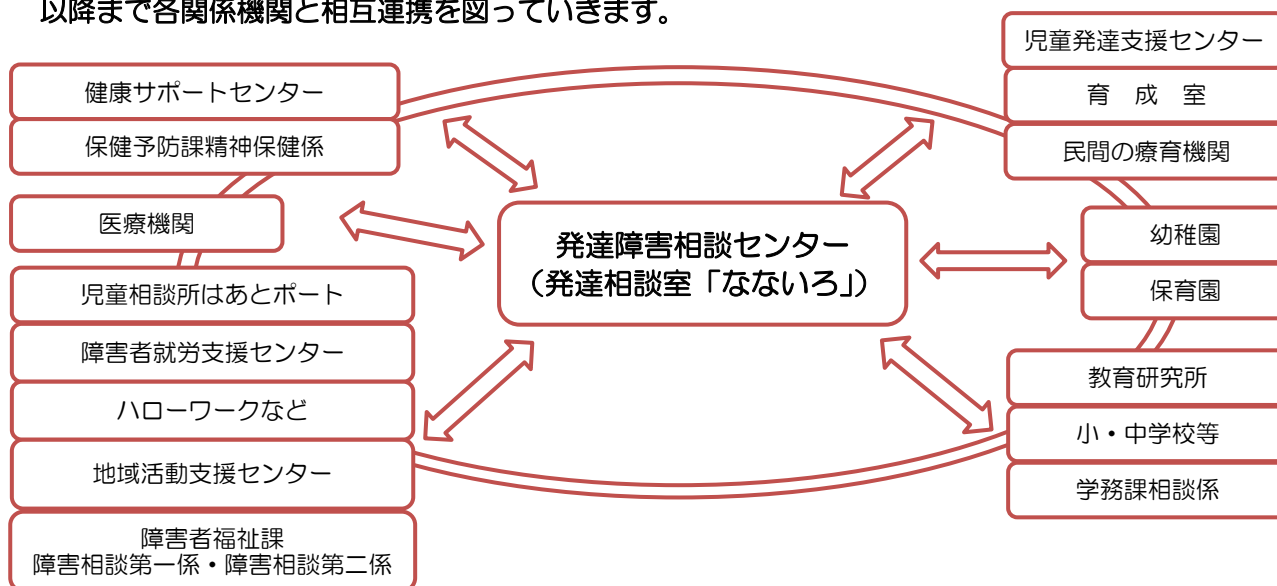 以降まで各関係機関と相互連携を図っていきます。
健康サポートセンター
保健予防課精神保健係
医療機関
児童相談所はあとポート
障害者就労支援センター
ハローワークなど
地域活動支援センター
障害者福祉課
障害相談第一係・障害相談第二係
発達障害相談センター
（発達相談室「なないろ」）
児童発達支援センター
育　成　室
民間の療育機関
幼稚園
保育園
教育研究所
小・中学校等
学務課相談係